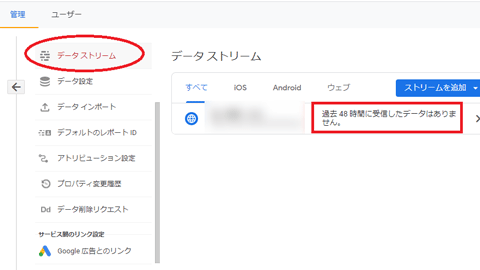 管理 ユーザー
データ ストリーム
データ設定
データ インポート
デフォルトのレポート ID
アトリビューション設定
プロパティ変更履歴
Dd データ削除リクエスト
サービス間のリンク設定
Google 広告とのリンク
データ ストリーム
すべて iOS Android ウェブ ストリームを追加
過去 48 時間に受信したデータはありま
せん。